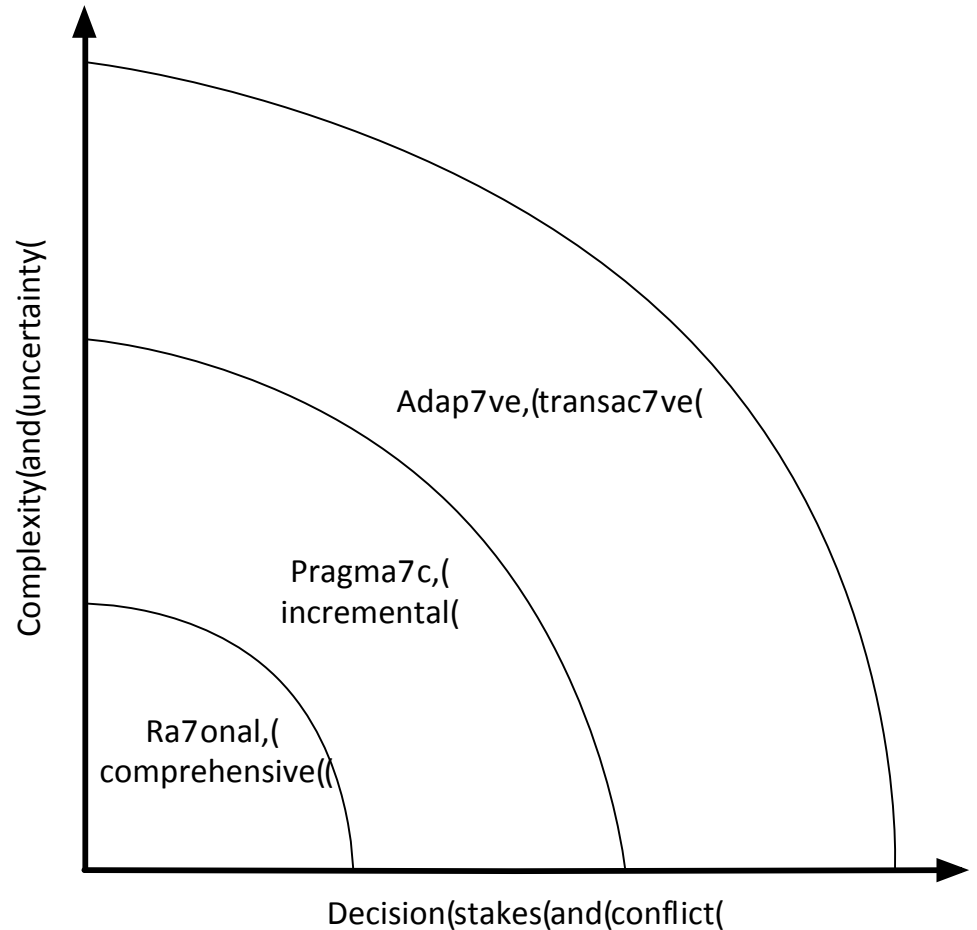 Complexity(and(uncertainty(
Adap7ve,(transac7ve(
Pragma7c,(
incremental(
Ra7onal,(
comprehensive((
Decision(stakes(and(conflict(